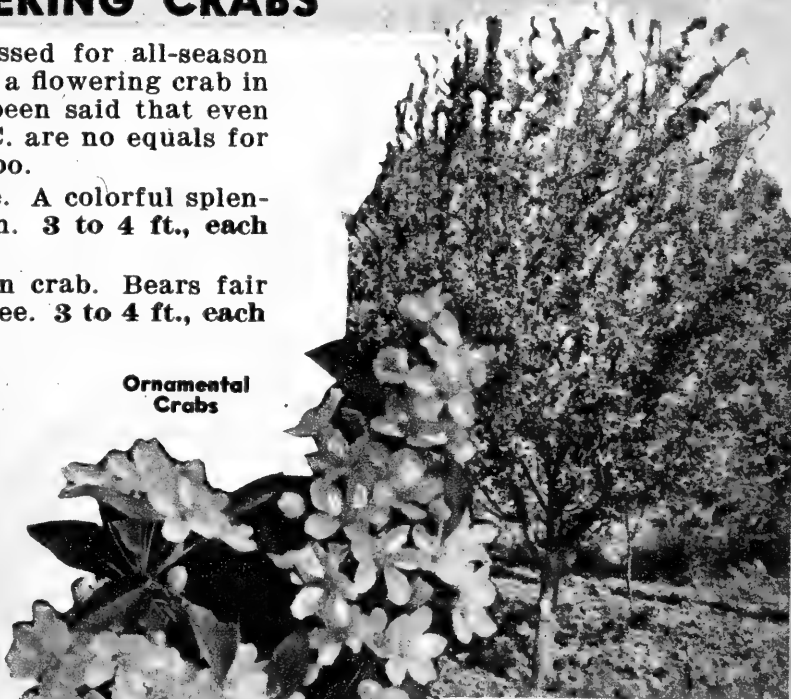 ERING CRABS
ssed for all-season
a flowering crab in
been said that even
C. are no equals for
oo.
e. A colorful splen-
n. 3 to 4 ft., each
n crab. Bears fair
ee. 3 to 4 ft., each
Ornamental
Crabs